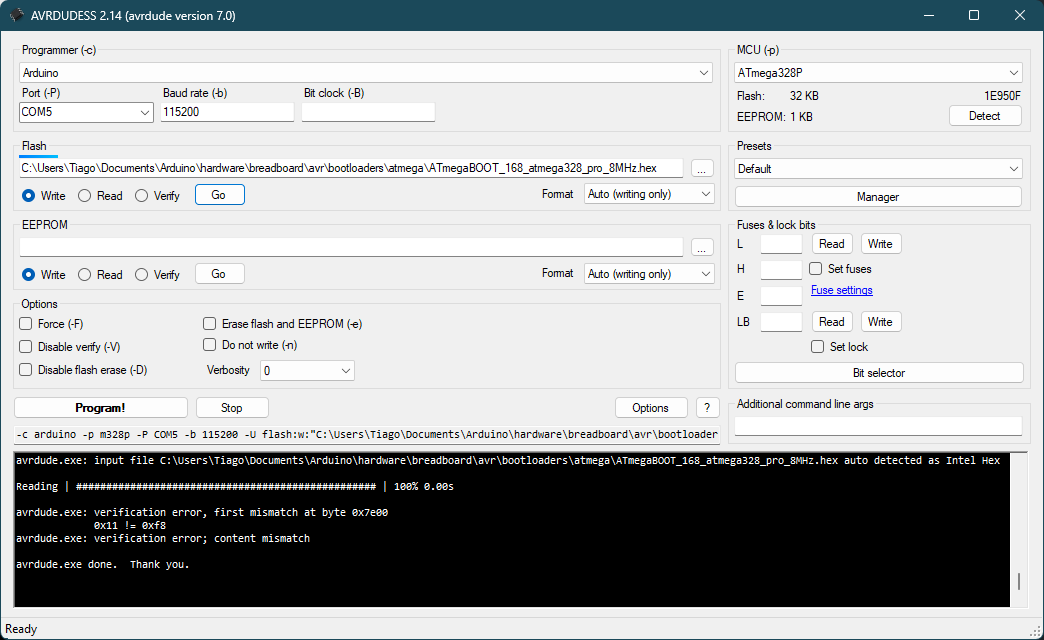 AVRDUDESS 2.14 (avrdude version 7.0)
Programmer (-c)
Arduino
Port (-P) Baud rate (-b) Bit clock (-B)
COM5 115200
MCU (-p)
ATmega328P
Flash: 32 KB 1E950F
EEPROM: 1 KB Detect
Flash
C:\Users\Tiago\Documents\Arduino\hardware\breadboard\avr\bootloaders\atmega\ATmegaBOOT_168_atmega328_pro_8MHz.hex ...
Write Read Verify Go Format Auto (writing only)
Presets
Default
Manager
EEPROM
...
Write Read Verify Go Format Auto (writing only)
Fuses & lock bits
L Read Write
H Set fuses
E Fuse settings
LB Read Write
Set lock
Bit selector
Options
Force (-F) Erase flash and EEPROM (-e)
Disable verify (-V) Do not write (-n)
Disable flash erase (-D) Verbosity 0
Program! Stop Options ?
Additional command line args
-c arduino -p m328p -P COM5 -b 115200 -U flash:w:"C:\Users\Tiago\Documents\Arduino\hardware\breadboard\avr\bootloader
avrdude.exe: input file C:\Users\Tiago\Documents\Arduino\hardware\breadboard\avr\bootloaders\atmega\ATmegaBOOT_168_atmega328_pro_8MHz.hex auto detected as Intel Hex
Reading | ################################################## | 100% 0.00s
avrdude.exe: verification error, first mismatch at byte 0x7e00
0x11 != 0xf8
avrdude.exe: verification error; content mismatch
avrdude.exe done.  Thank you.
Ready